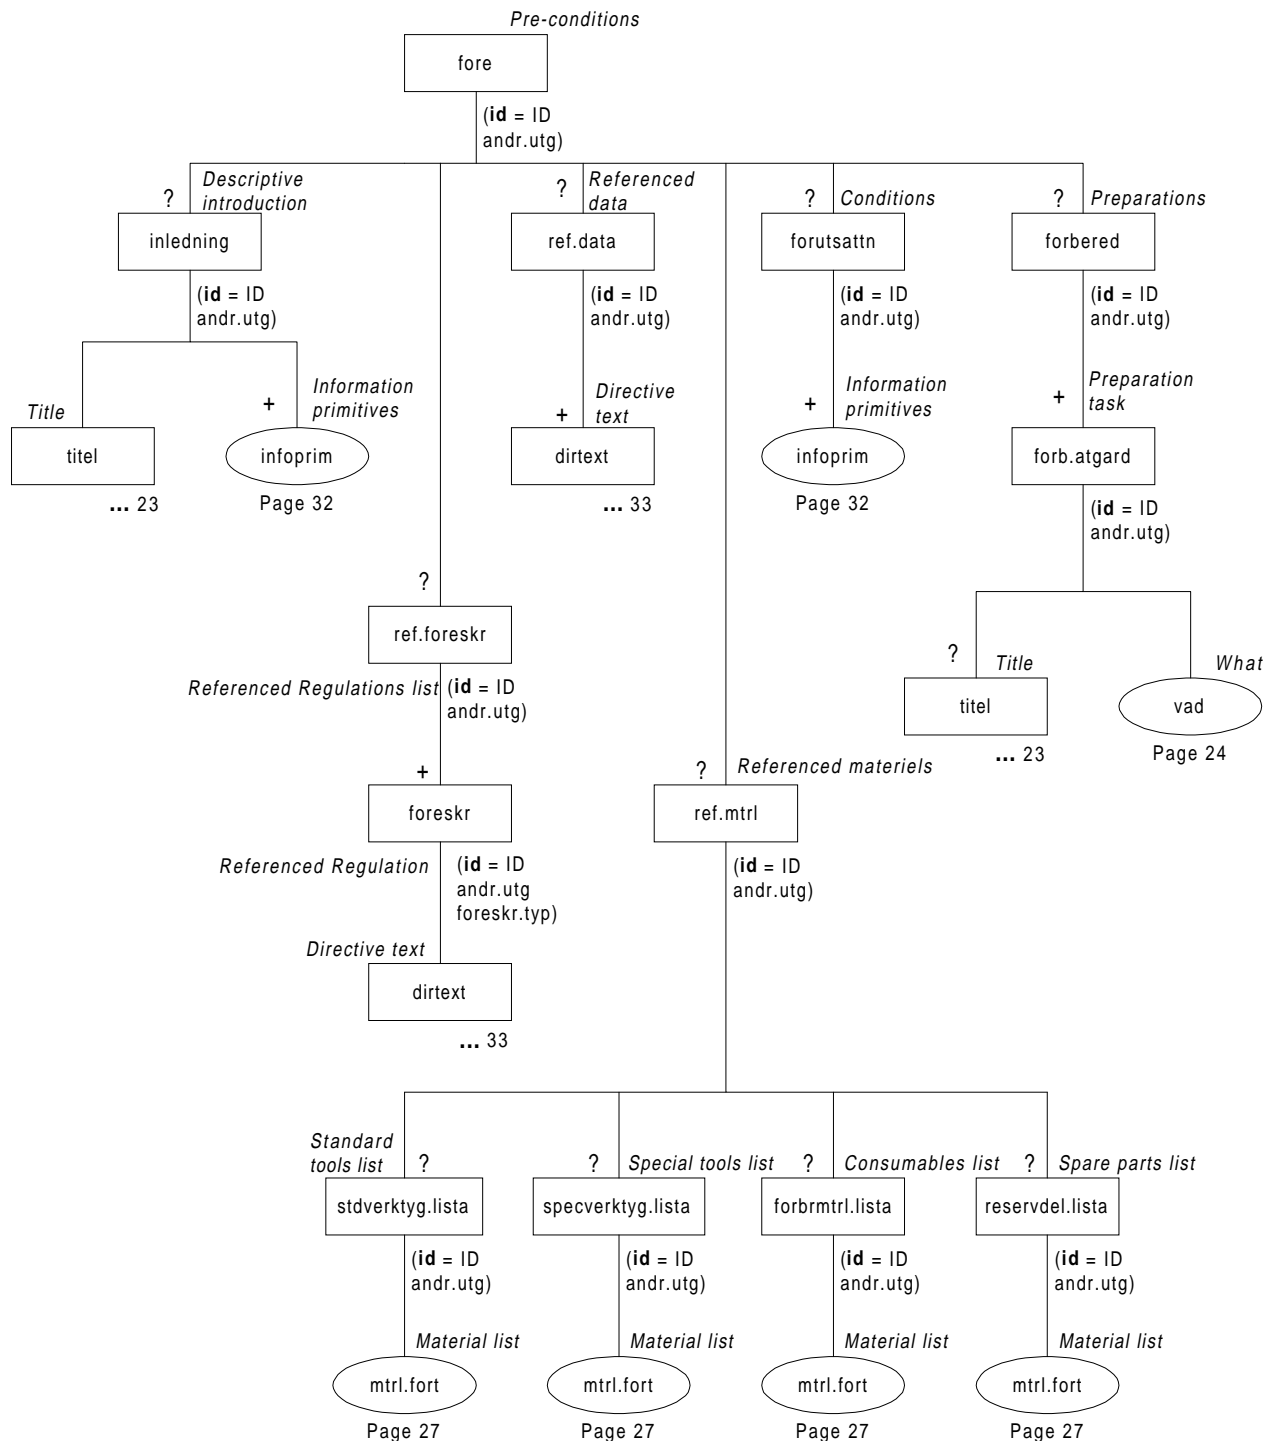 Pre-conditions
fore
(id = ID
andr.utg)
? Descriptive
introduction
inledning
(id = ID
andr.utg)
Title
titel
... 23
+ Information
primitives
infoprim
Page 32
? Referenced
data
ref.data
(id = ID
andr.utg)
+ Directive
text
dirtext
... 33
? Conditions
forutsattn
(id = ID
andr.utg)
+ Information
primitives
infoprim
Page 32
? Preparations
forbered
(id = ID
andr.utg)
+ Preparation
task
forb.atgard
(id = ID
andr.utg)
? Title
titel
... 23
What
vad
Page 24
?
ref.foreskr
Referenced Regulations list (id = ID
andr.utg)
+
foreskr
Referenced Regulation (id = ID
andr.utg
foreskr.typ)
Directive text
dirtext
... 33
? Referenced materiels
ref.mtrl
(id = ID
andr.utg)
Standard
tools list ?
stdverktyg.lista
(id = ID
andr.utg)
Material list
mtrl.fort
Page 27
? Special tools list
specverktyg.lista
(id = ID
andr.utg)
Material list
mtrl.fort
Page 27
? Consumables list
forbrmtrl.lista
(id = ID
andr.utg)
Material list
mtrl.fort
Page 27
? Spare parts list
reservdel.lista
(id = ID
andr.utg)
Material list
mtrl.fort
Page 27